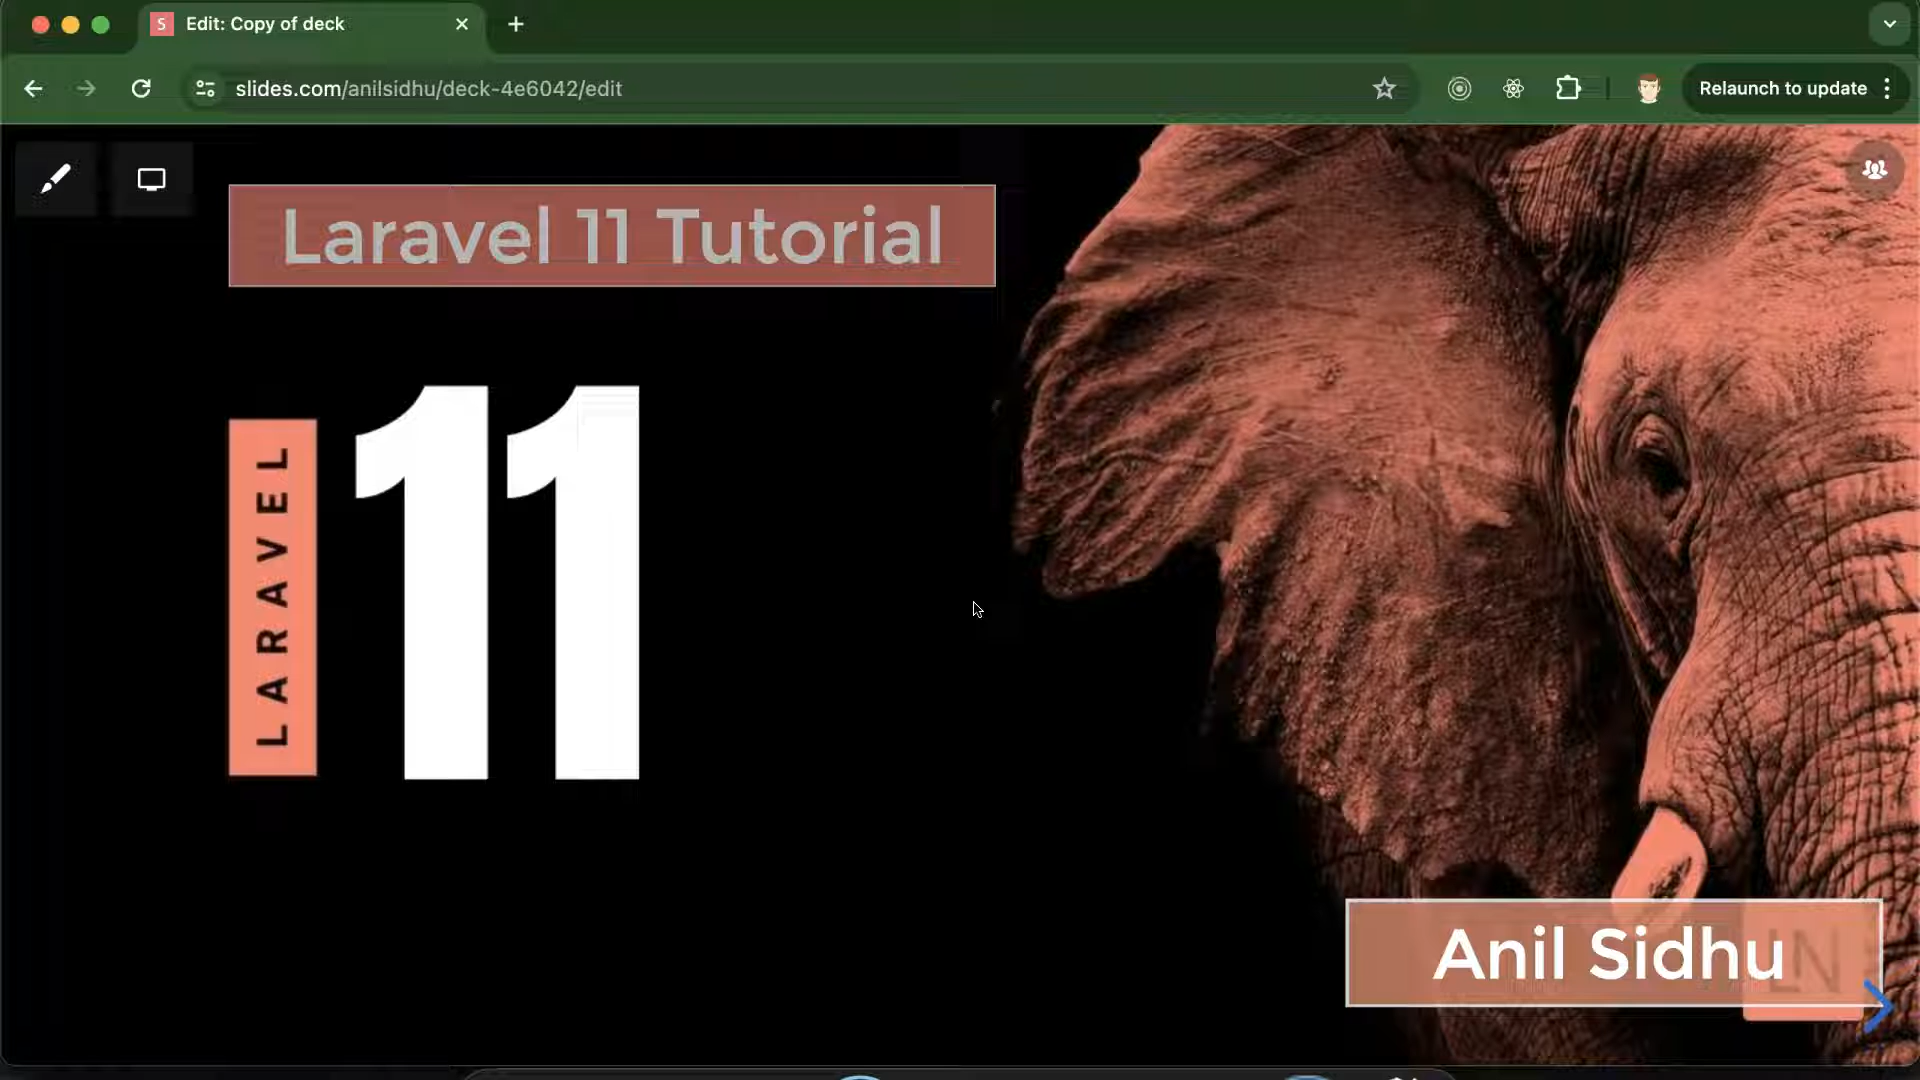 S Edit: Copy of deck
slides.com/anilsidhu/deck-4e6042/edit
Relaunch to update
Laravel 11 Tutorial
LARAVEL
11
Anil Sidhu